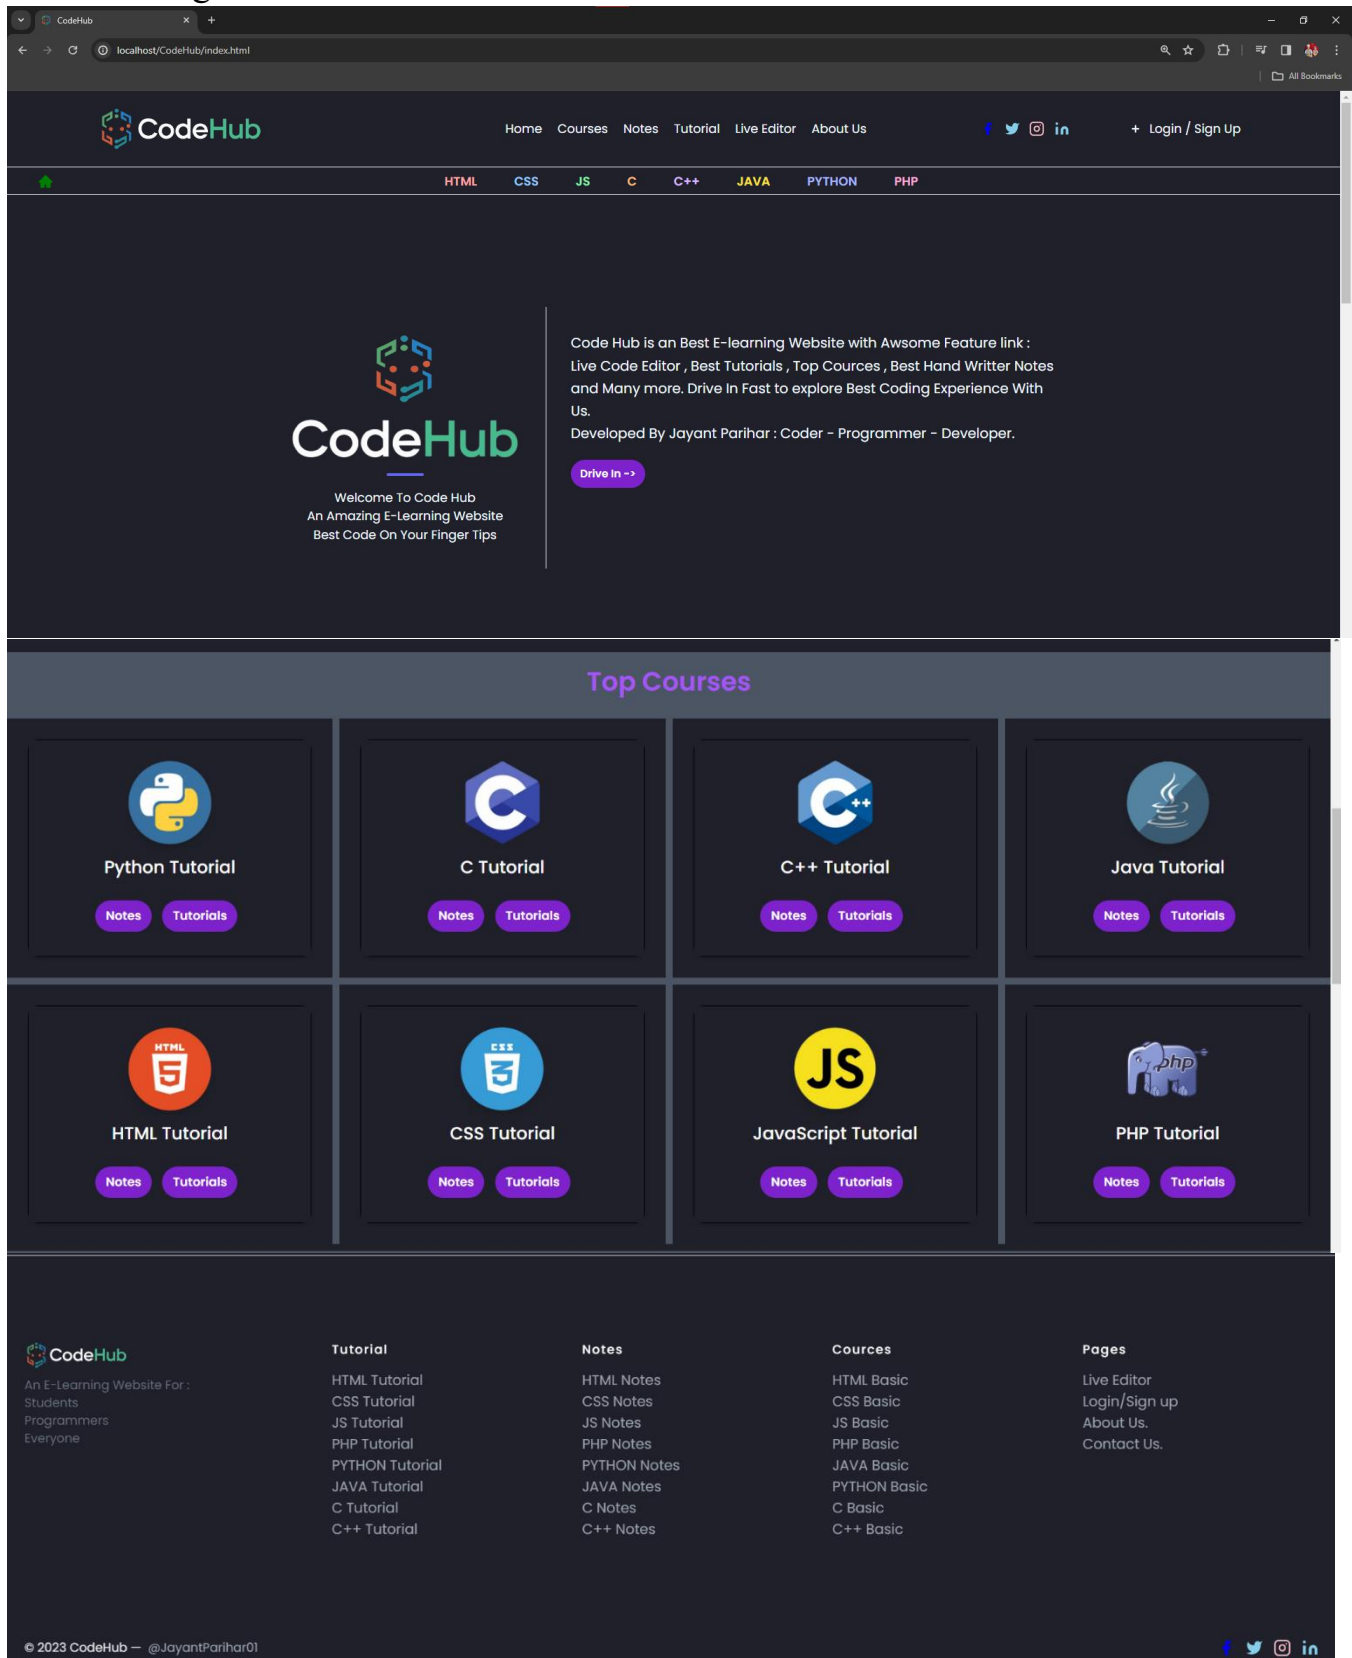 CodeHub
localhost/CodeHub/index.html
All Bookmarks
CodeHub
Home Courses Notes Tutorial Live Editor About Us
+ Login / Sign Up
HTML CSS JS C C++ JAVA PYTHON PHP
CodeHub
Welcome To Code Hub
An Amazing E-Learning Website
Best Code On Your Finger Tips
Code Hub is an Best E-learning Website with Awsome Feature link :
Live Code Editor , Best Tutorials , Top Cources , Best Hand Writter Notes
and Many more. Drive In Fast to explore Best Coding Experience With
Us.
Developed By Jayant Parihar : Coder - Programmer - Developer.
Drive In ->
Top Courses
Python Tutorial
Notes Tutorials
C
C Tutorial
Notes Tutorials
C++
C++ Tutorial
Notes Tutorials
Java Tutorial
Notes Tutorials
HTML
5
HTML Tutorial
Notes Tutorials
CSS
3
CSS Tutorial
Notes Tutorials
JS
JavaScript Tutorial
Notes Tutorials
php
PHP Tutorial
Notes Tutorials
CodeHub
An E-Learning Website For :
Students
Programmers
Everyone
Tutorial
HTML Tutorial
CSS Tutorial
JS Tutorial
PHP Tutorial
PYTHON Tutorial
JAVA Tutorial
C Tutorial
C++ Tutorial
Notes
HTML Notes
CSS Notes
JS Notes
PHP Notes
PYTHON Notes
JAVA Notes
C Notes
C++ Notes
Cources
HTML Basic
CSS Basic
JS Basic
PHP Basic
JAVA Basic
PYTHON Basic
C Basic
C++ Basic
Pages
Live Editor
Login/Sign up
About Us.
Contact Us.
© 2023 CodeHub — @JayantParihar01